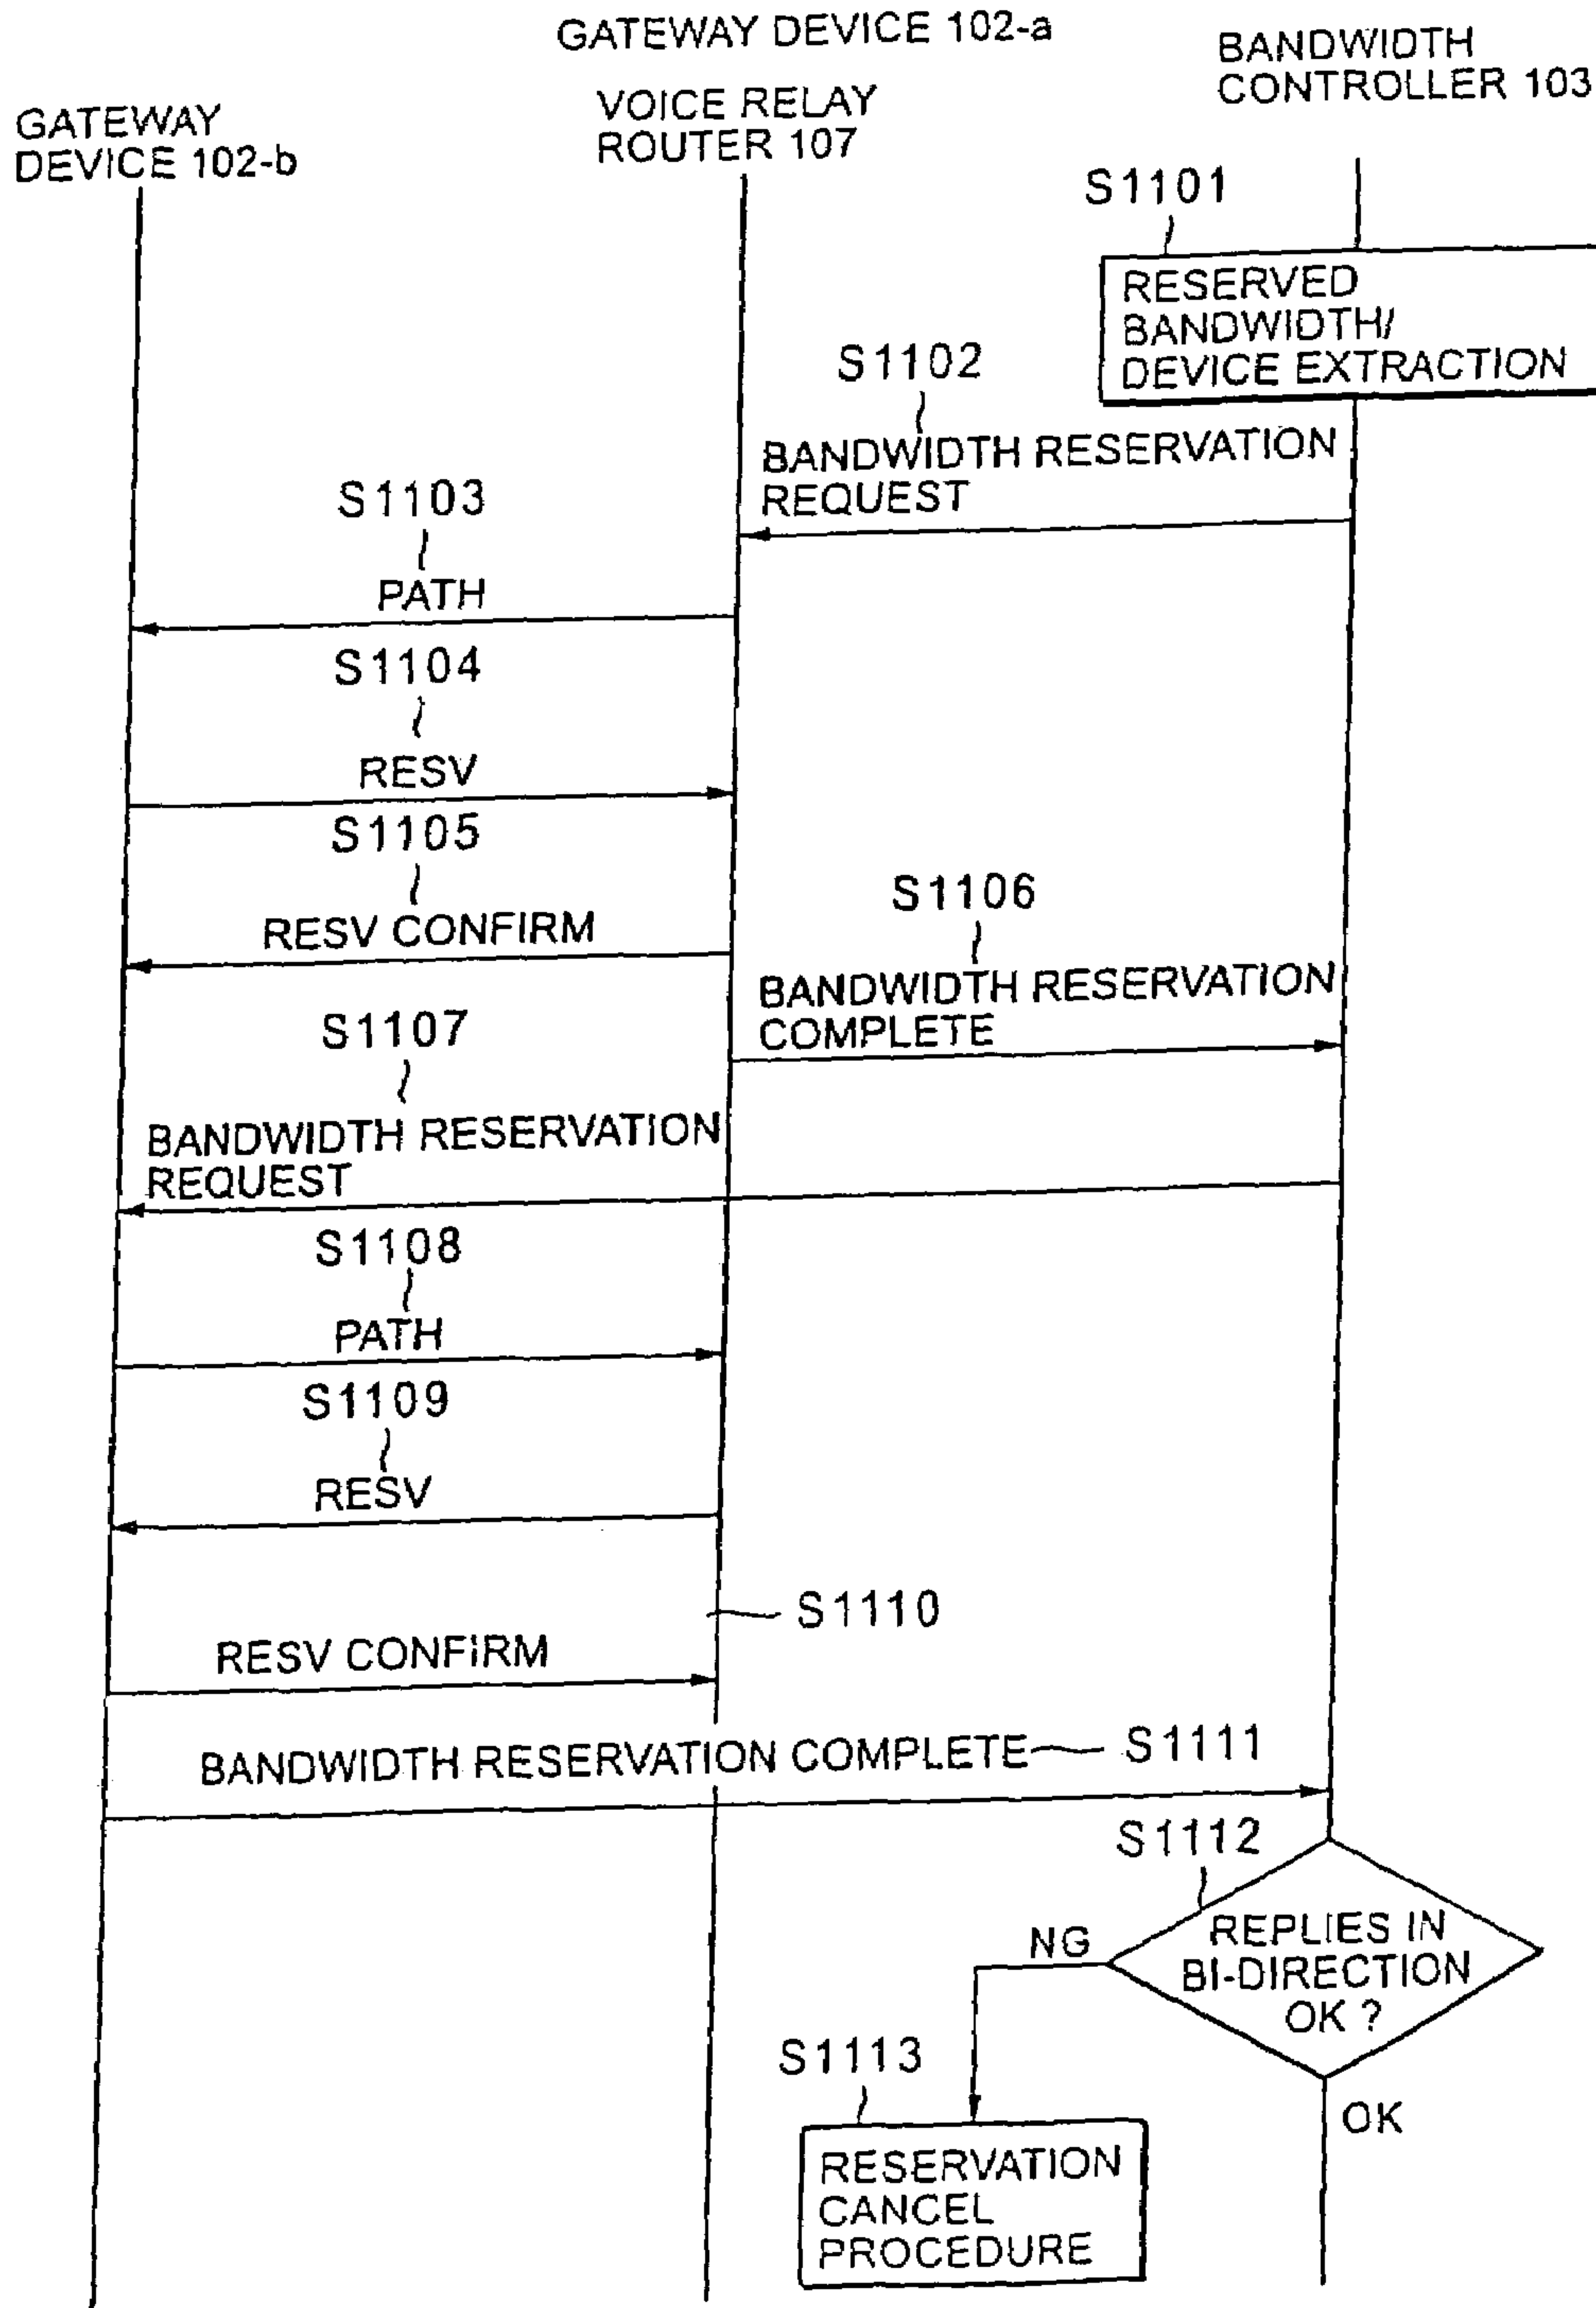 GATEWAY DEVICE 102-a
BANDWIDTH
CONTROLLER 103
VOICE RELAY
ROUTER 107
GATEWAY
DEVICE 102-b
S1101
RESERVED
BANDWIDTH/
DEVICE EXTRACTION
S1102
BANDWIDTH RESERVATION
REQUEST
S1103
PATH
S1104
RESV
S1105
RESV CONFIRM
S1106
BANDWIDTH RESERVATION
COMPLETE
S1107
BANDWIDTH RESERVATION
REQUEST
S1108
PATH
S1109
RESV
S1110
RESV CONFIRM
BANDWIDTH RESERVATION COMPLETE
S1111
S1112
REPLIES IN
BI-DIRECTION
OK ?
NG
OK
S1113
RESERVATION
CANCEL
PROCEDURE